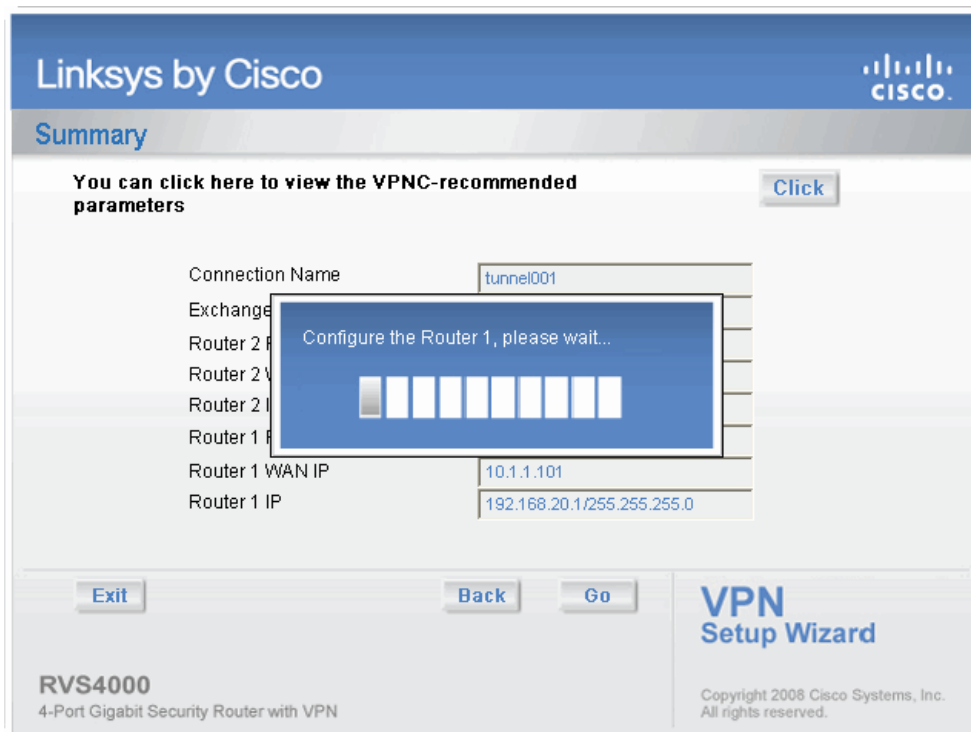 Linksys by Cisco
CISCO.
Summary
You can click here to view the VPNC-recommended
parameters
Click
Connection Name
tunnel001
Exchange
Router 2
Router 2
Router 2
Router 1
Configure the Router 1, please wait...
Router 1 WAN IP
10.1.1.101
Router 1 IP
192.168.20.1/255.255.255.0
Exit
Back
Go
VPN
Setup Wizard
RVS4000
4-Port Gigabit Security Router with VPN
Copyright 2008 Cisco Systems, Inc.
All rights reserved.